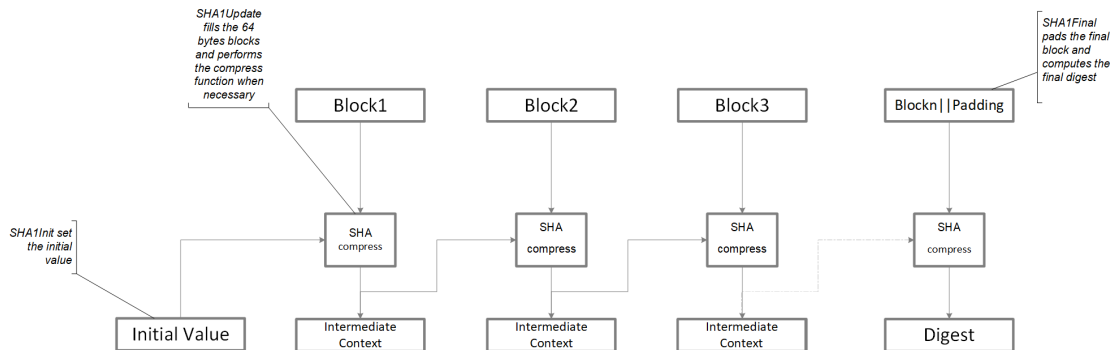 SHA1Update
fills the 64
bytes blocks
and performs
the compress
function when
necessary
SHA1Final
pads the final
block and
computes the
final digest
Block1
Block2
Block3
Blockn||Padding
SHA1Init set
the initial
value
SHA
compress
SHA
compress
SHA
compress
SHA
compress
Initial Value
Intermediate
Context
Intermediate
Context
Intermediate
Context
Digest